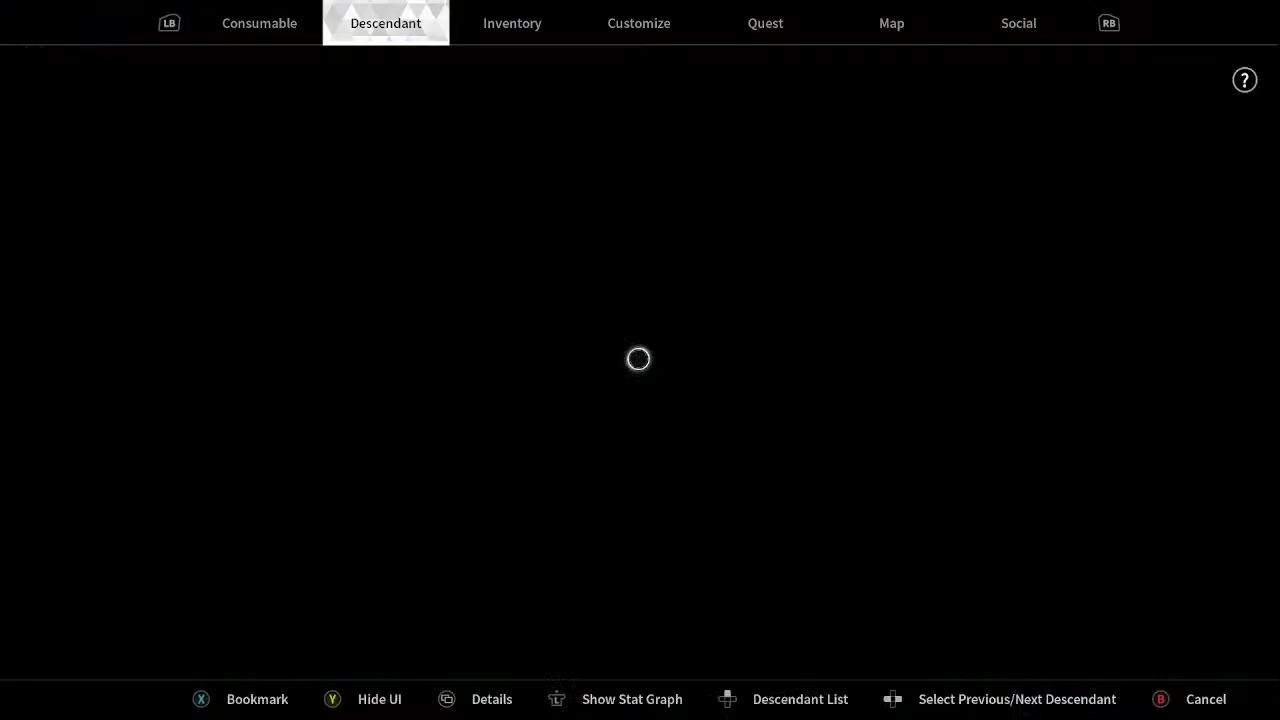 LB Consumable Descendant Inventory Customize Quest Map Social RB
?
X Bookmark Y Hide UI Details L Show Stat Graph Descendant List Select Previous/Next Descendant B Cancel